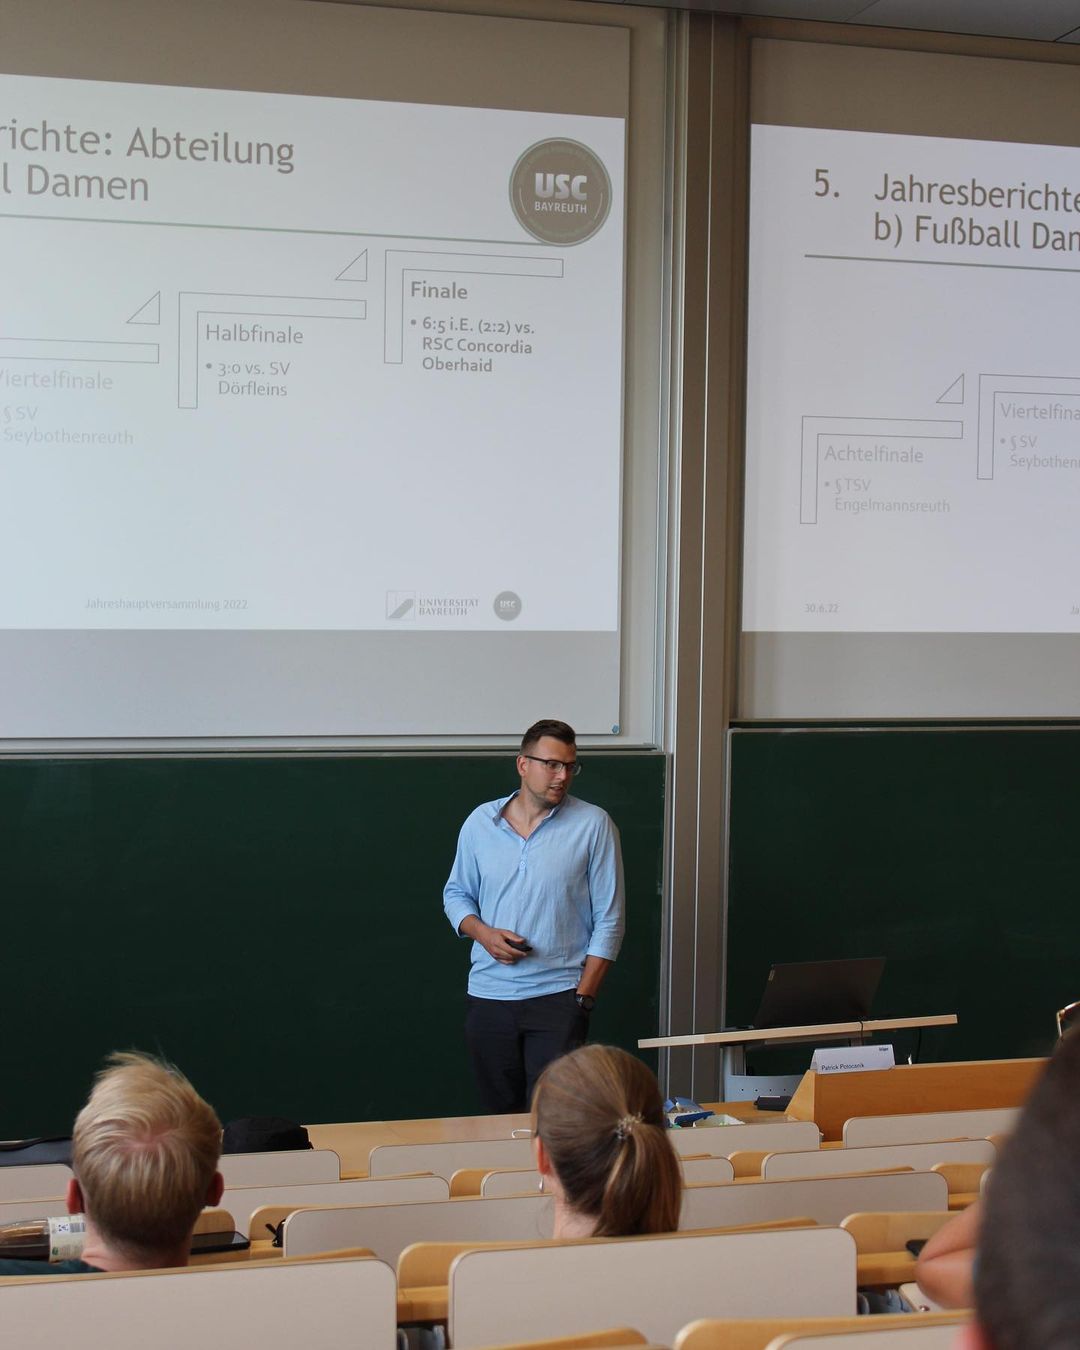 richte: Abteilung
l Damen
USC
BAYREUTH
Finale
• 6:5 i.E. (2:2) vs.
RSC Concordia
Oberhaid
Halbfinale
• 3:0 vs. SV
Dörfleins
Viertelfinale
§ SV
Seybothenreuth
Jahreshauptversammlung 2022
UNIVERSITÄT
BAYREUTH
USC
5. Jahresberichte
b) Fußball Dam
Viertelfina
• § SV
Seybothenr
Achtelfinale
• § TSV
Engelmannsreuth
30.6.22
Ja
Patrick Potocanik